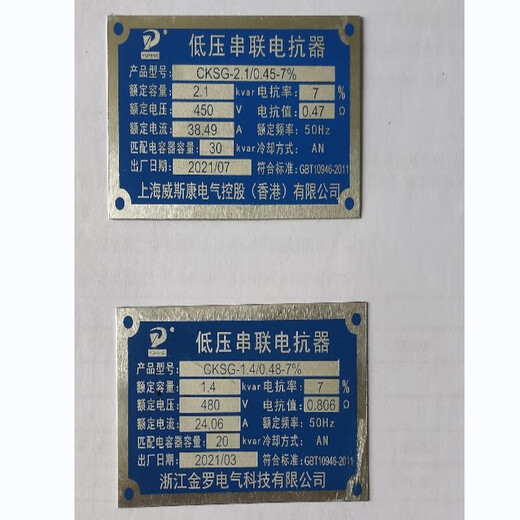 低压串联电抗器
产品型号: CKSG-2.1/0.45-7%
额定容量: 2.1 kvar 电抗率: 7 %
额定电压: 450 V 电抗值: 0.47 Ω
额定电流: 38.49 A 额定频率: 50Hz
匹配电容器容量: 30 kvar 冷却方式: AN
出厂日期: 2021/07 符合标准: GBT10946-2011
上海威斯康电气控股(香港)有限公司
低压串联电抗器
产品型号: CKSG-1.4/0.48-7%
额定容量: 1.4 kvar 电抗率: 7 %
额定电压: 480 V 电抗值: 0.806 Ω
额定电流: 24.06 A 额定频率: 50Hz
匹配电容器容量: 20 kvar 冷却方式: AN
出厂日期: 2021/03 符合标准: GBT10946-2011
浙江金罗电气科技有限公司